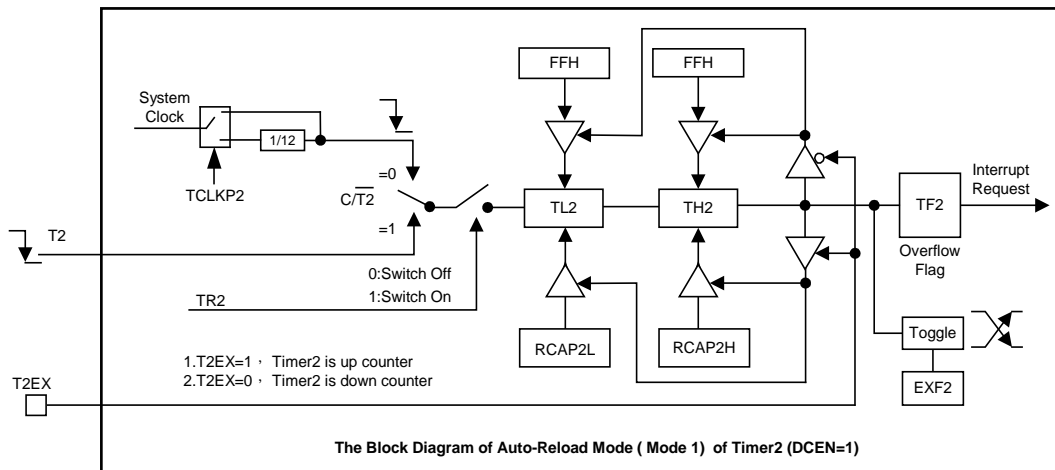 FFH
FFH
System
Clock
1/12
TCLKP2
=0
C/T2
=1
TL2
TH2
TF2
Interrupt
Request
Overflow
Flag
T2
0:Switch Off
1:Switch On
TR2
RCAP2L
RCAP2H
Toggle
EXF2
1.T2EX=1， Timer2 is up counter
2.T2EX=0， Timer2 is down counter
T2EX
The Block Diagram of Auto-Reload Mode ( Mode 1) of Timer2 (DCEN=1)